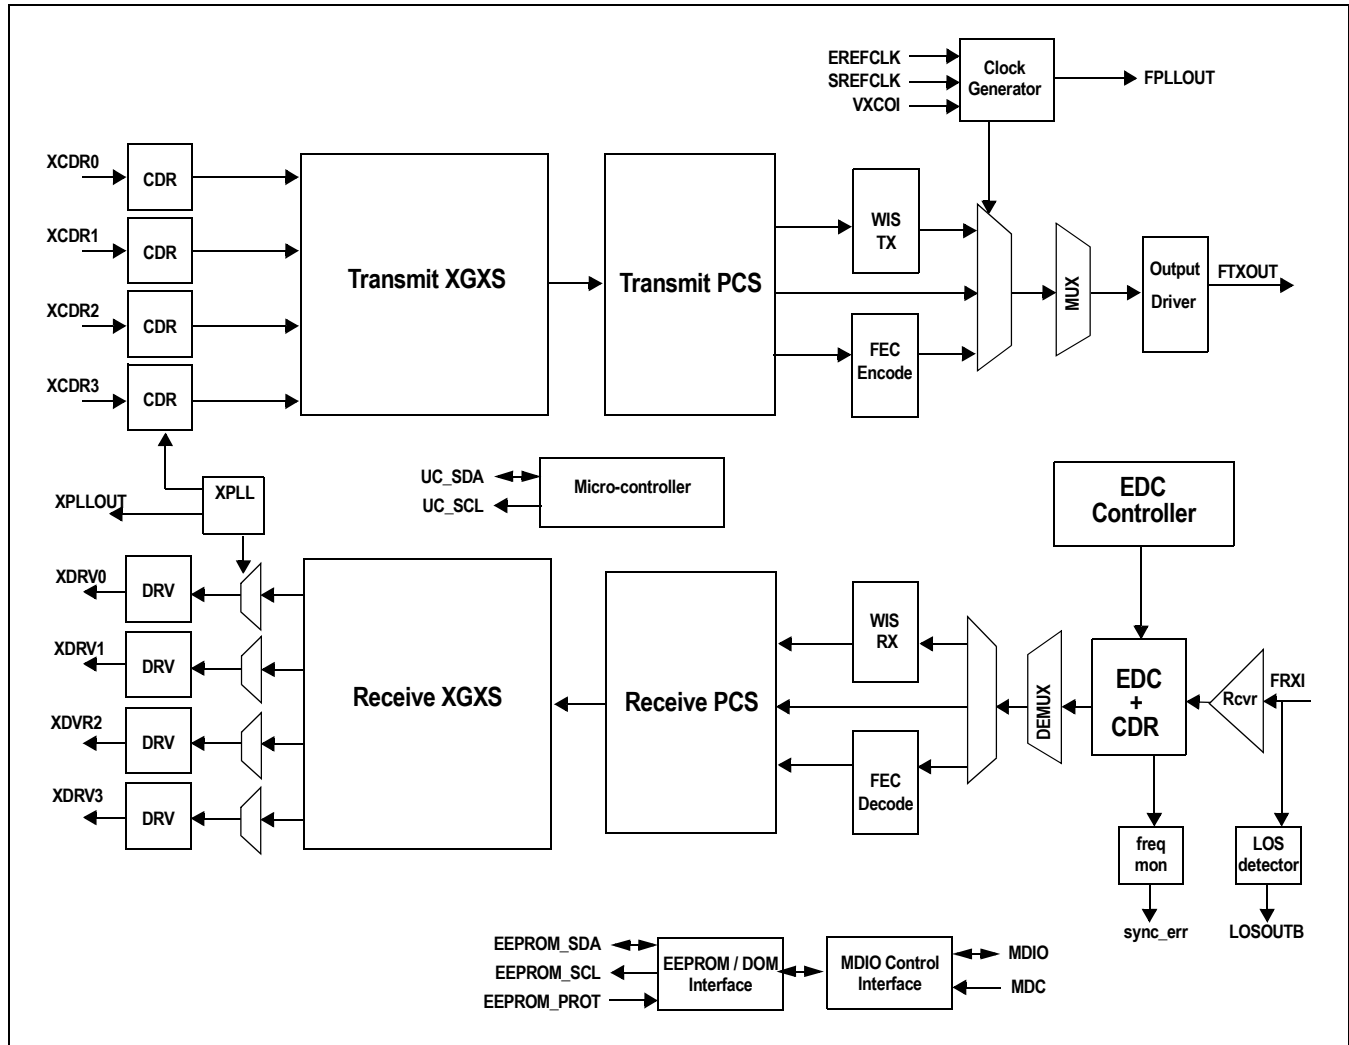 EREFCLK
SREFCLK
VXCOI
Clock
Generator
FPLLOUT
XCDR0
CDR
XCDR1
CDR
XCDR2
CDR
XCDR3
CDR
Transmit XGXS
Transmit PCS
WIS
TX
FEC
Encode
MUX
Output
Driver
FTXOUT
XPLLOUT
XPLL
UC_SDA
UC_SCL
Micro-controller
EDC
Controller
XDRV0
DRV
XDRV1
DRV
XDVR2
DRV
XDRV3
DRV
Receive XGXS
Receive PCS
WIS
RX
FEC
Decode
DEMUX
EDC
+
CDR
Rcvr
FRXI
freq
mon
LOS
detector
sync_err
LOSOUTB
EEPROM_SDA
EEPROM_SCL
EEPROM_PROT
EEPROM / DOM
Interface
MDIO Control
Interface
MDIO
MDC